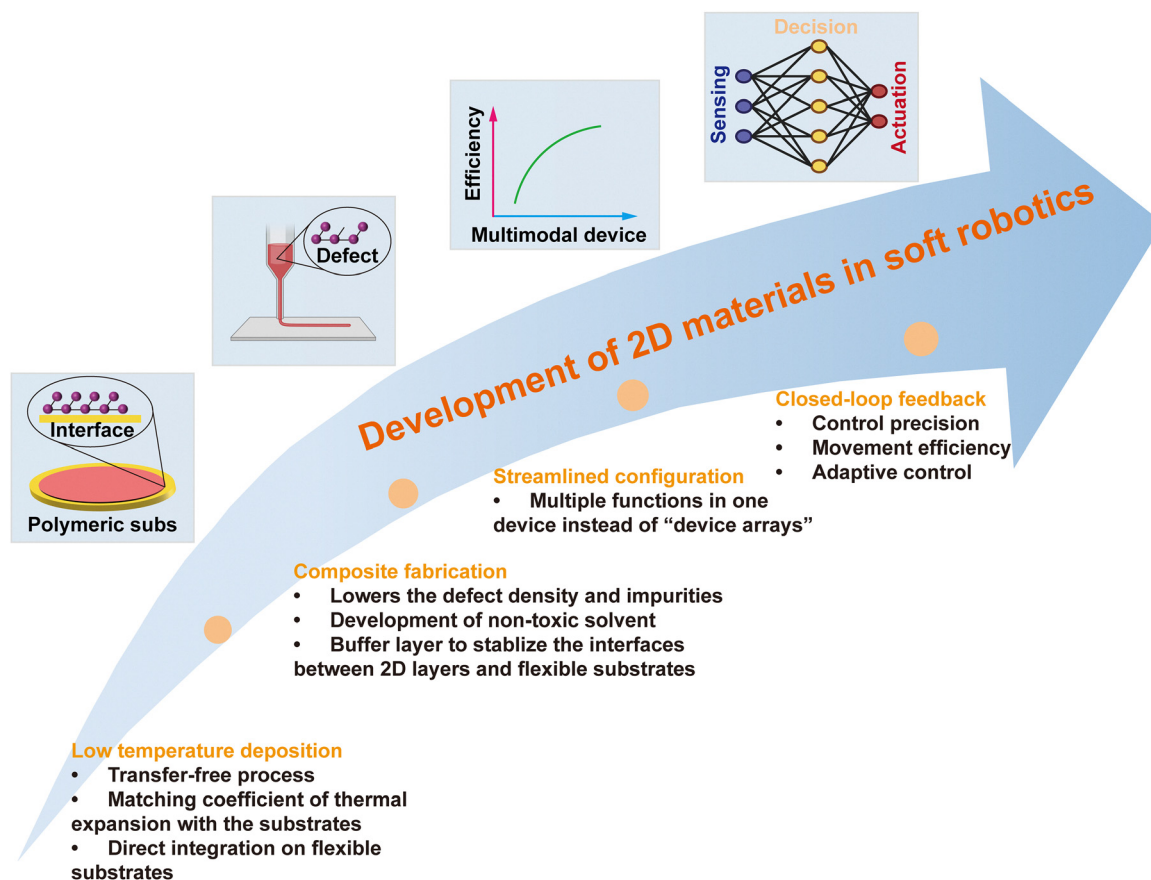 Decision
Sensing
Actuation
Efficiency
Multimodal device
Defect
Interface
Polymeric subs
Development of 2D materials in soft robotics
Closed-loop feedback
• Control precision
• Movement efficiency
• Adaptive control
Streamlined configuration
• Multiple functions in one
device instead of “device arrays”
Composite fabrication
• Lowers the defect density and impurities
• Development of non-toxic solvent
• Buffer layer to stablize the interfaces
between 2D layers and flexible substrates
Low temperature deposition
• Transfer-free process
• Matching coefficient of thermal
expansion with the substrates
• Direct integration on flexible
substrates